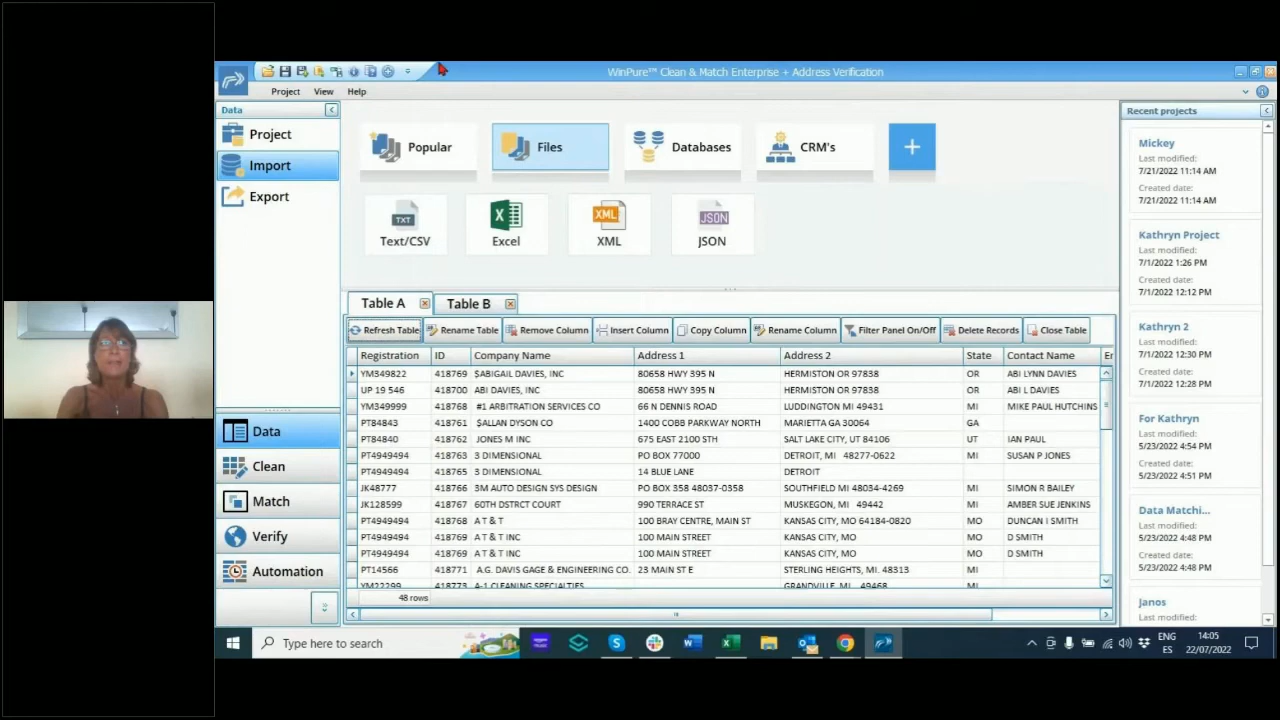 WinPure™ Clean & Match Enterprise + Address Verification
Project View Help
Data
Project
Import
Export
Popular
Files
Databases
CRM's
+
TXT
Text/CSV
Excel
XML
XML
JSON
JSON
Table A
Table B
Refresh Table Rename Table Remove Column Insert Column Copy Column Rename Column Filter Panel On/Off Delete Records Close Table
Registration ID Company Name Address 1 Address 2 State Contact Name
YM349822 418769 $ABIGAIL DAVIES, INC 80658 HWY 395 N HERMISTON OR 97838 OR ABI LYNN DAVIES
UP 19 546 418700 ABI DAVIES, INC 80658 HWY 395 N HERMISTON OR 97838 OR ABI L DAVIES
YM349999 418768 #1 ARBITRATION SERVICES CO 66 N DENNIS ROAD LUDDINGTON MI 49431 MI MIKE PAUL HUTCHINS
PT84843 418761 $ALLAN DYSON CO 1400 COBB PARKWAY NORTH MARIETTA GA 30064 GA
PT84840 418762 JONES M INC 675 EAST 2100 STH SALT LAKE CITY, UT 84106 UT IAN PAUL
PT4949494 418763 3 DIMENSIONAL PO BOX 77000 DETROIT, MI 48277-0622 MI SUSAN P JONES
PT4949494 418765 3 DIMENSIONAL 14 BLUE LANE DETROIT
JK48777 418766 3M AUTO DESIGN SYS DESIGN PO BOX 358 48037-0358 SOUTHFIELD MI 48034-4269 MI SIMON R BAILEY
JK128599 418767 60TH DSTRCT COURT 990 TERRACE ST MUSKEGON, MI 49442 MI AMBER SUE JENKINS
PT4949494 418768 A T & T 100 BRAY CENTRE, MAIN ST KANSAS CITY, MO 64184-0820 MO DUNCAN I SMITH
PT4949494 418769 A T & T INC 100 MAIN STREET KANSAS CITY, MO MO D SMITH
PT4949494 418769 A T & T INC 100 MAIN STREET KANSAS CITY, MO MO D SMITH
PT14566 418771 A.G. DAVIS GAGE & ENGINEERING CO. 23 MAIN ST E STERLING HEIGHTS, MI. 48313 MI
YM22299 418773 A-1 CLEANING SPECIALTIES GRANDVILLE, MI 49468 MI
48 rows
Recent projects
Mickey
Last modified:
7/21/2022 11:14 AM
Created date:
7/21/2022 11:14 AM
Kathryn Project
Last modified:
7/1/2022 1:26 PM
Created date:
7/1/2022 12:12 PM
Kathryn 2
Last modified:
7/1/2022 12:30 PM
Created date:
7/1/2022 12:28 PM
For Kathryn
Last modified:
5/23/2022 4:54 PM
Created date:
5/23/2022 4:51 PM
Data Matchi...
Last modified:
5/23/2022 4:48 PM
Created date:
5/23/2022 4:48 PM
Janos
Data
Clean
Match
Verify
Automation
Type here to search
ENG
ES
14:05
22/07/2022